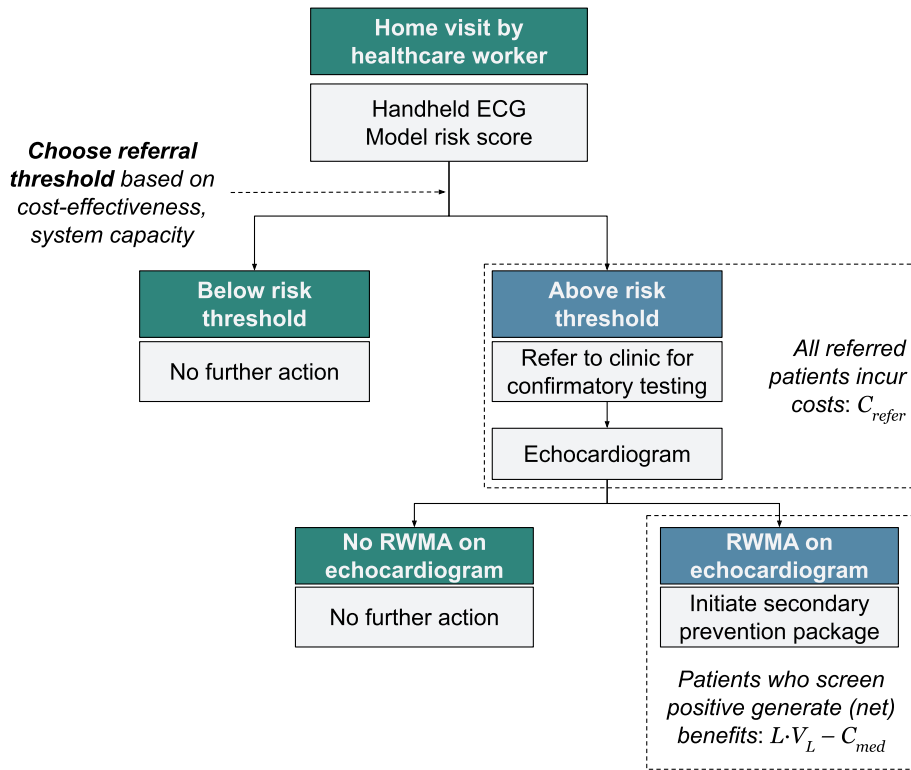 Home visit by
healthcare worker
Handheld ECG
Model risk score
Choose referral
threshold based on
cost-effectiveness,
system capacity
Below risk
threshold
No further action
Above risk
threshold
Refer to clinic for
confirmatory testing
Echocardiogram
All referred
patients incur
costs: C_refer
No RWMA on
echocardiogram
No further action
RWMA on
echocardiogram
Initiate secondary
prevention package
Patients who screen
positive generate (net)
benefits: L·V_L − C_med